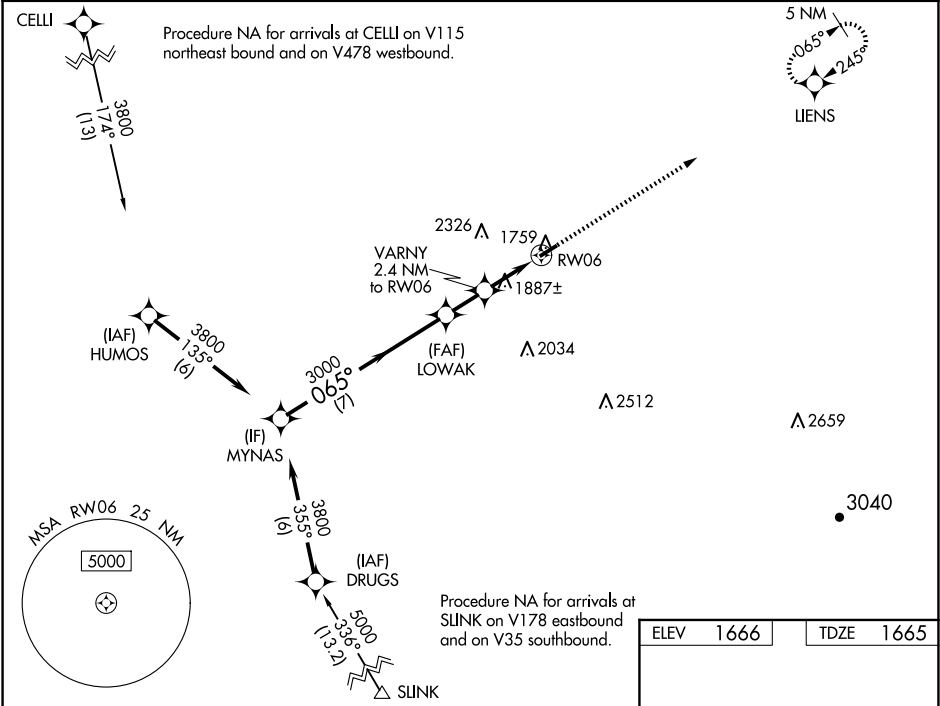 CELLI
Procedure NA for arrivals at CELLI on V115
northeast bound and on V478 westbound.
5 NM
065°
245°
LIENS
3800
174°
(13)
2326
1759
RW06
VARNY
2.4 NM
to RW06
1887±
(IAF)
HUMOS
3800
135°
(6)
(FAF)
LOWAK
2034
3000
065°
(7)
2512
2659
(IF)
MYNAS
3040
MSA RW06 25 NM
5000
3800
355°
(6)
(IAF)
DRUGS
5000
336°
(13.2)
SLINK
Procedure NA for arrivals at
SLINK on V178 eastbound
and on V35 southbound.
ELEV 1666
TDZE 1665